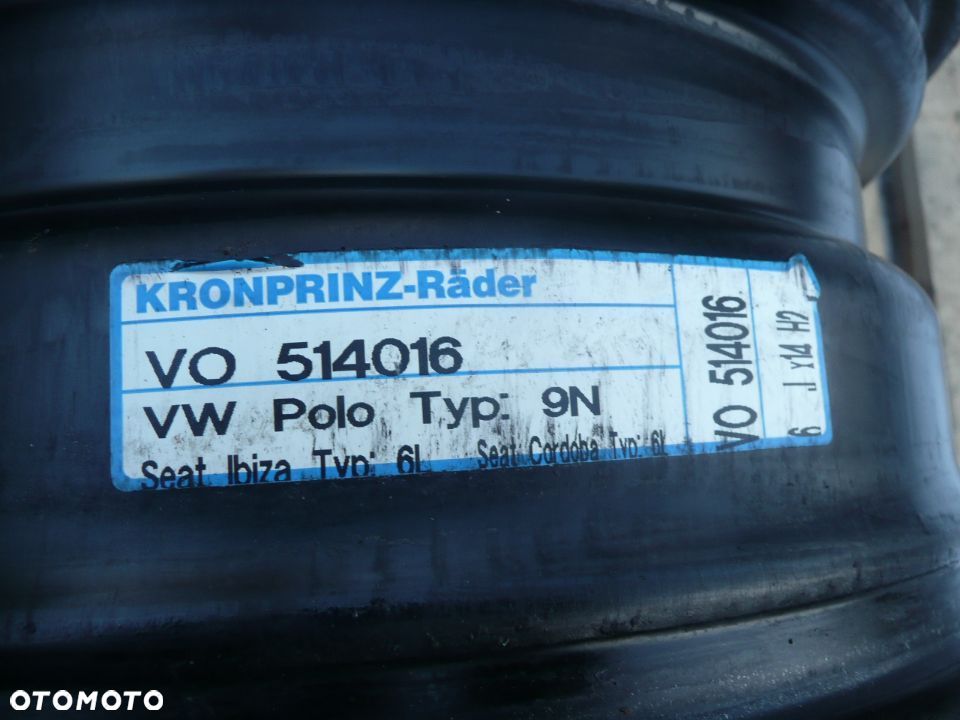 KRONPRINZ-Räder
VO 514016
VW Polo Typ: 9N
Seat Ibiza Typ: 6L Seat Cordoba Typ: 6L
VO 514016
6 J x14 H2
OTOMOTO